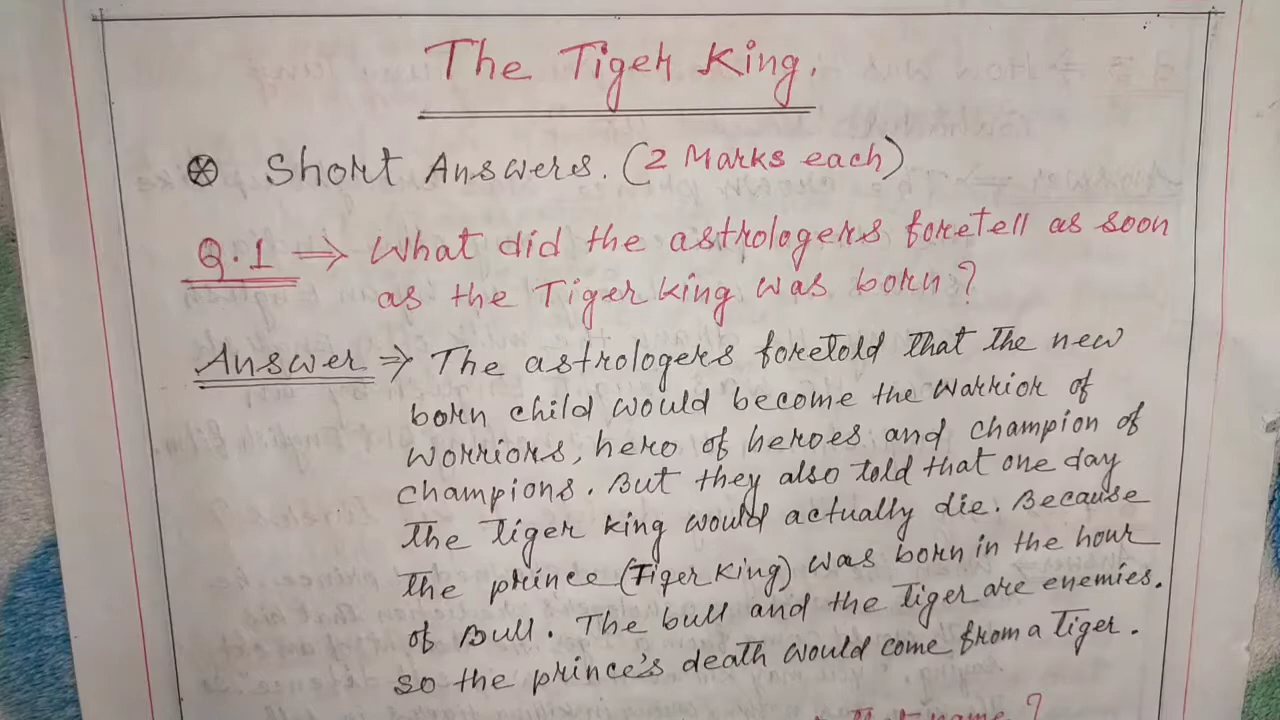 The Tiger King.
⊛ Short Answers. (2 Marks each)
Q.1 ⇒ What did the astrologers foretell as soon
as the Tiger king was born?
Answer ⇒ The astrologers foretold that the new
born child would become the warrior of
worriors, hero of heroes and champion of
champions. But they also told that one day
the tiger king would actually die. Because
the prince (Tiger King) was born in the hour
of Bull. The bull and the tiger are enemies.
so the prince's death would come from a tiger.
name?